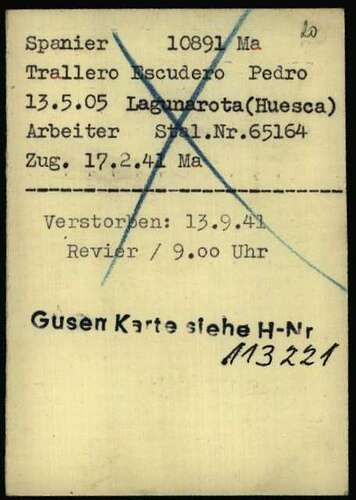 20
Spanier 10891 Ma
Trallero Escudero Pedro
13.5.05 Lagunarota(Huesca)
Arbeiter Stal.Nr.65164
Zug. 17.2.41 Ma
Verstorben: 13.9.41
Revier / 9.oo Uhr
Gusen Karte siehe H-Nr
113221